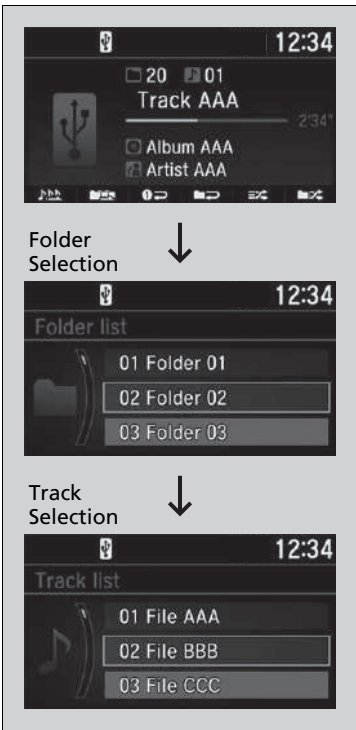 12:34
20 01
Track AAA
2'34"
Album AAA
Artist AAA
Folder
Selection
12:34
Folder list
01 Folder 01
02 Folder 02
03 Folder 03
Track
Selection
12:34
Track list
01 File AAA
02 File BBB
03 File CCC